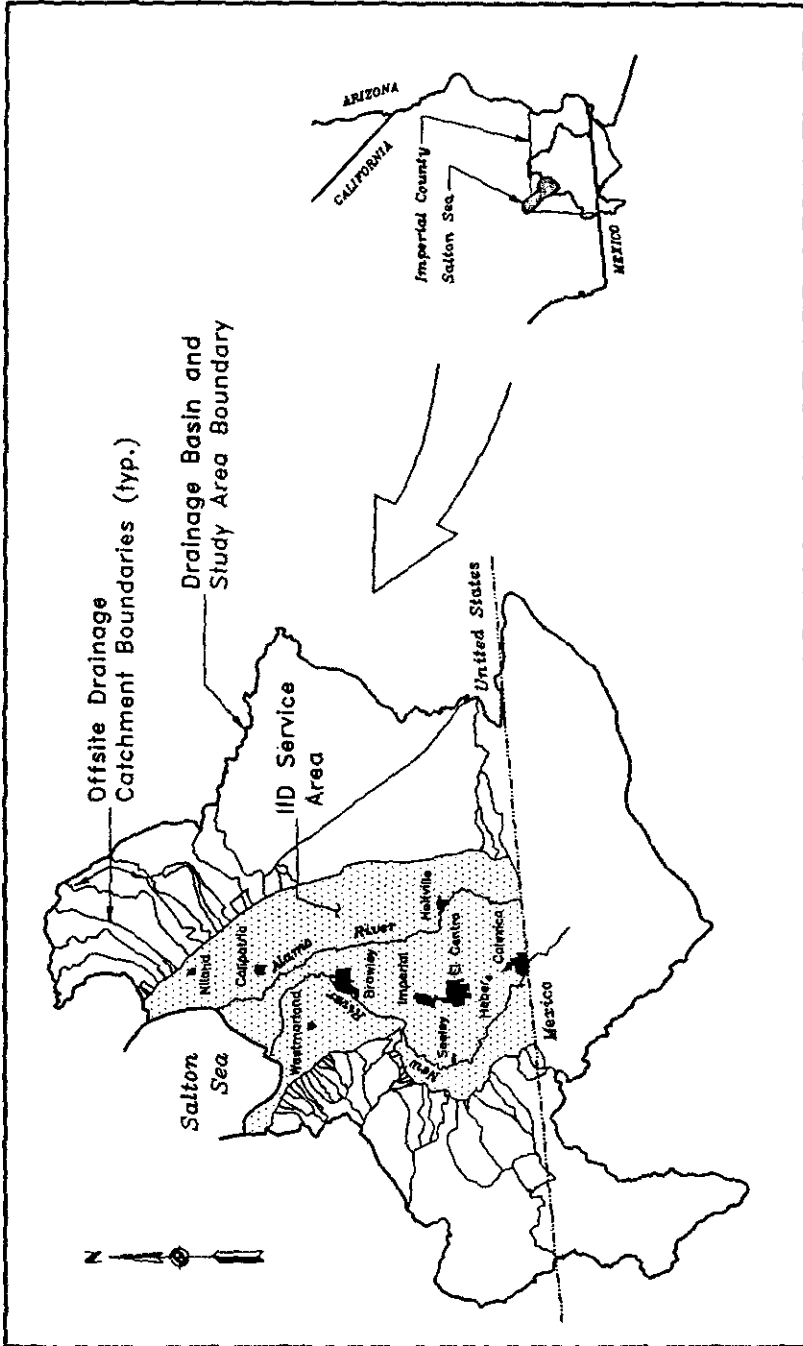 N
Salton
Sea
Offsite Drainage
Catchment Boundaries (typ.)
Drainage Basin and
Study Area Boundary
IID Service
Area
Niland
Calipatria
Alamo River
Westmorland
River
Brawley
Imperial
Holtville
El Centro
Seeley
New
Heber
Calexico
United States
Mexico
ARIZONA
CALIFORNIA
Imperial County
Salton Sea
MEXICO